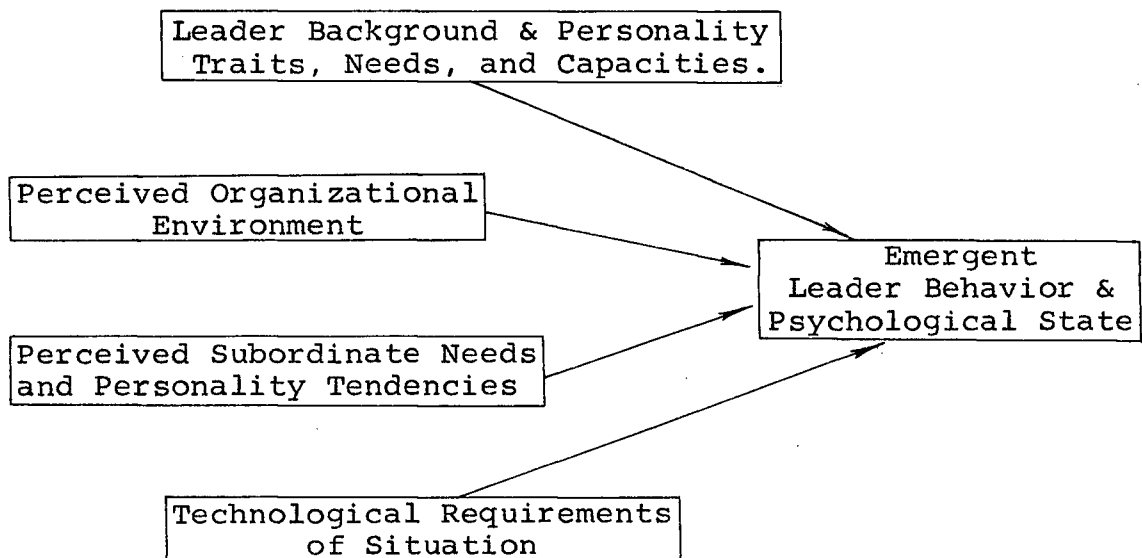 Leader Background & Personality
Traits, Needs, and Capacities.
Perceived Organizational
Environment
Emergent
Leader Behavior &
Psychological State
Perceived Subordinate Needs
and Personality Tendencies
Technological Requirements
of Situation